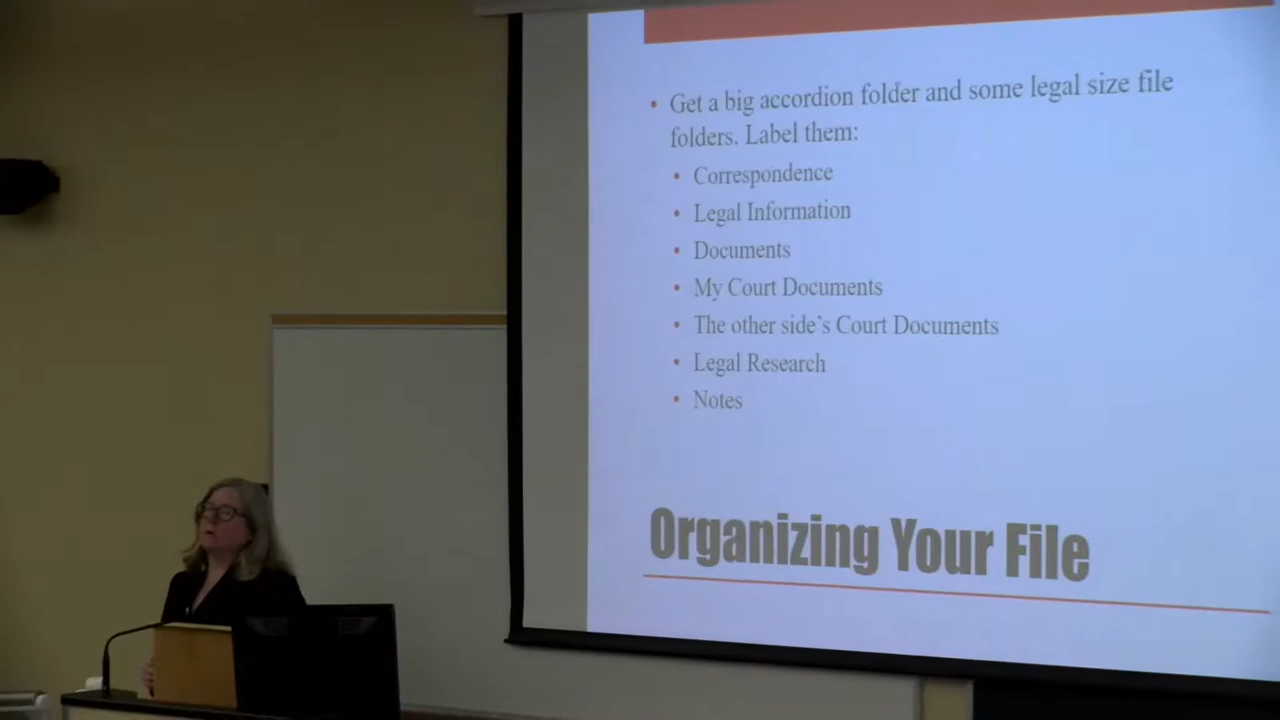 Get a big accordion folder and some legal size file
folders. Label them:
Correspondence
Legal Information
Documents
My Court Documents
The other side's Court Documents
Legal Research
Notes
Organizing Your File